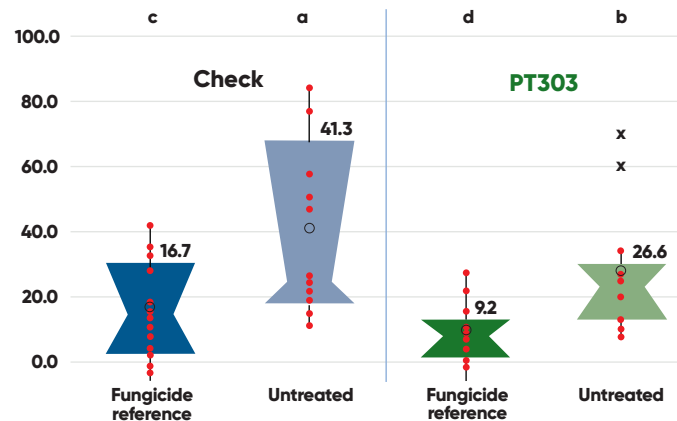 c a d b
100.0
Check PT303
80.0
x
41.3
60.0
x
40.0
16.7 26.6
20.0
9.2
0.0
Fungicide
reference
Untreated
Fungicide
reference
Untreated